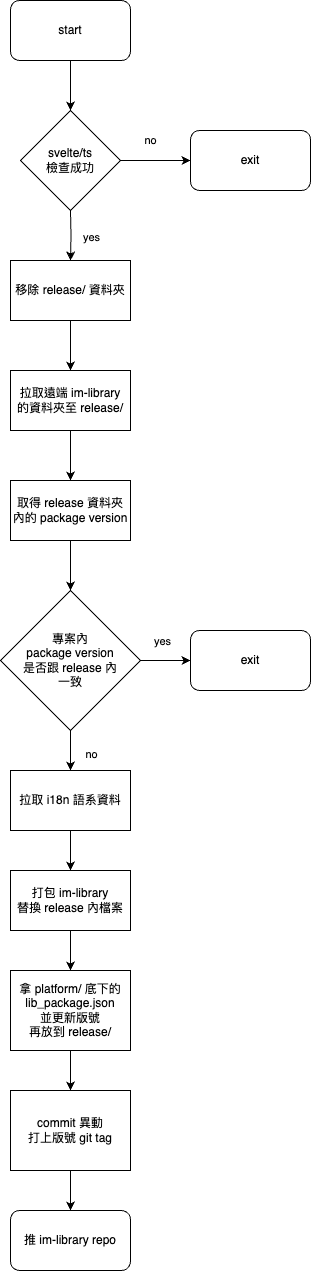 start
svelte/ts
檢查成功
no
exit
yes
移除 release/ 資料夾
拉取遠端 im-library
的資料夾至 release/
取得 release 資料夾
內的 package version
專案內
package version
是否跟 release 內
一致
yes
exit
no
拉取 i18n 語系資料
打包 im-library
替換 release 內檔案
拿 platform/ 底下的
lib_package.json
並更新版號
再放到 release/
commit 異動
打上版號 git tag
推 im-library repo